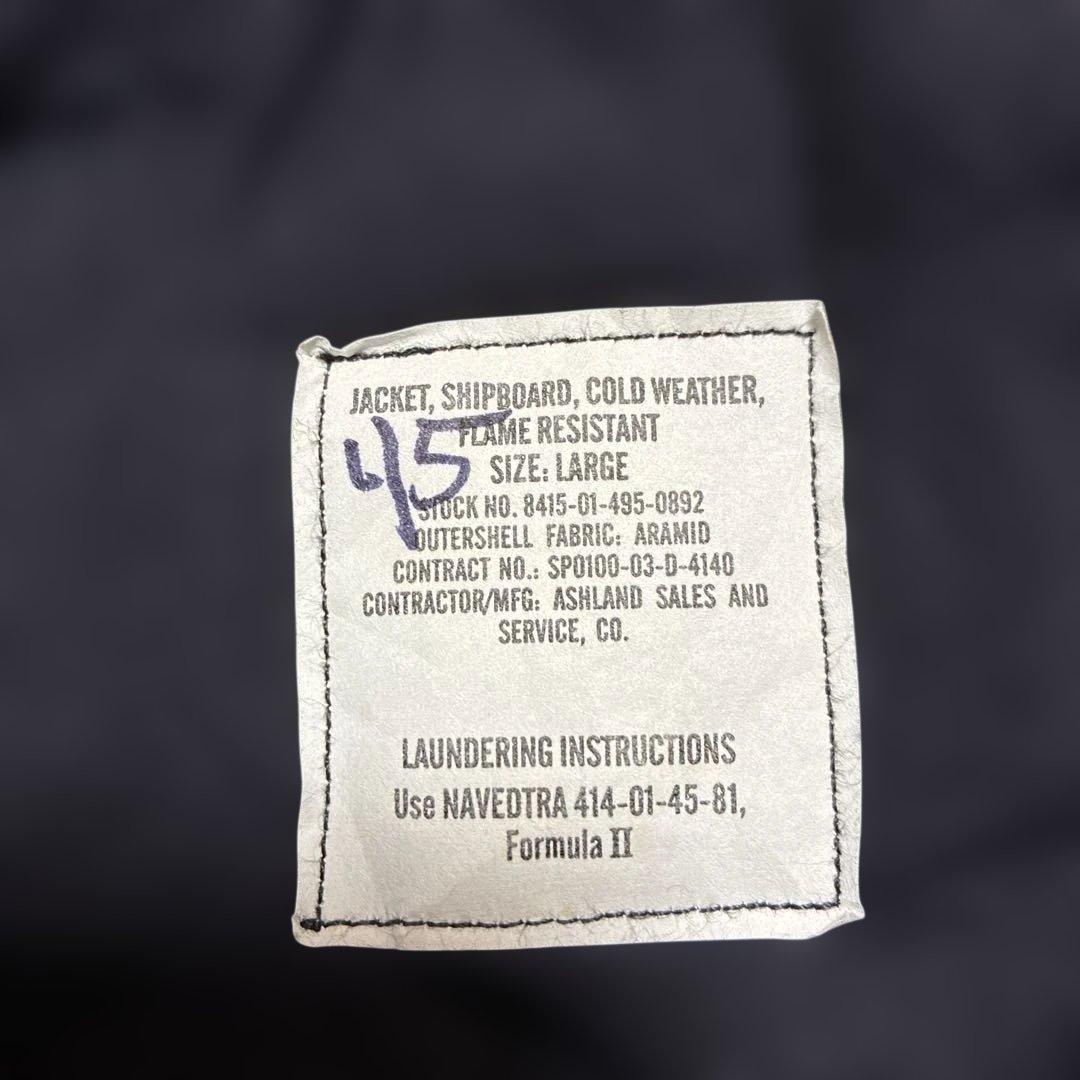 JACKET, SHIPBOARD, COLD WEATHER,
FLAME RESISTANT
45
SIZE: LARGE
STOCK NO. 8415-01-495-0892
OUTERSHELL FABRIC: ARAMID
CONTRACT NO.: SP0100-03-D-4140
CONTRACTOR/MFG: ASHLAND SALES AND
SERVICE, CO.
LAUNDERING INSTRUCTIONS
Use NAVEDTRA 414-01-45-81,
Formula II